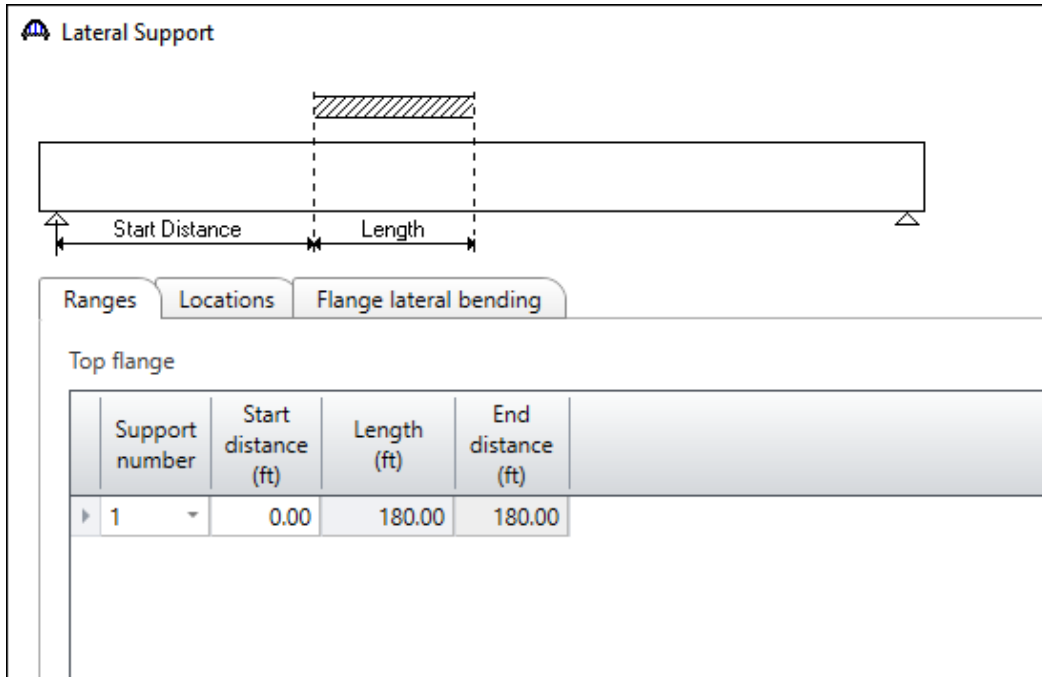 Lateral Support
Start Distance
Length
Ranges
Locations
Flange lateral bending
Top flange
Support number
Start distance (ft)
Length (ft)
End distance (ft)
1 0.00 180.00 180.00